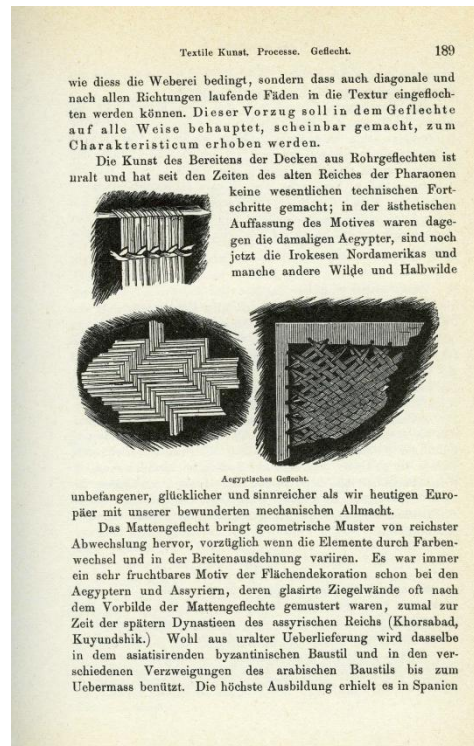 Textile Kunst. Processe. Geflecht. 189
wie diess die Weberei bedingt, sondern dass auch diagonale und
nach allen Richtungen laufende Fäden in die Textur eingefloch-
ten werden können. Dieser Vorzug soll in dem Geflechte
auf alle Weise behauptet, scheinbar gemacht, zum
Charakteristicum erhoben werden.
Die Kunst des Bereitens der Decken aus Rohrgeflechten ist
uralt und hat seit den Zeiten des alten Reiches der Pharaonen
keine wesentlichen technischen Fort-
schritte gemacht; in der ästhetischen
Auffassung des Motives waren dage-
gen die damaligen Aegypter, sind noch
jetzt die Irokesen Nordamerikas und
manche andere Wilde und Halbwilde
Aegyptisches Geflecht.
unbefangener, glücklicher und sinnreicher als wir heutigen Euro-
päer mit unserer bewunderten mechanischen Allmacht.
Das Mattengeflecht bringt geometrische Muster von reichster
Abwechslung hervor, vorzüglich wenn die Elemente durch Farben-
wechsel und in der Breitenausdehnung variiren. Es war immer
ein sehr fruchtbares Motiv der Flächendekoration schon bei den
Aegyptern und Assyriern, deren glasirte Ziegelwände oft nach
dem Vorbilde der Mattengeflechte gemustert waren, zumal zur
Zeit der spätern Dynastieen des assyrischen Reichs (Khorsabad,
Kuyundshik.) Wohl aus uralter Ueberlieferung wird dasselbe
in dem asiatisirenden byzantinischen Baustil und in den ver-
schiedenen Verzweigungen des arabischen Baustils bis zum
Uebermass benützt. Die höchste Ausbildung erhielt es in Spanien